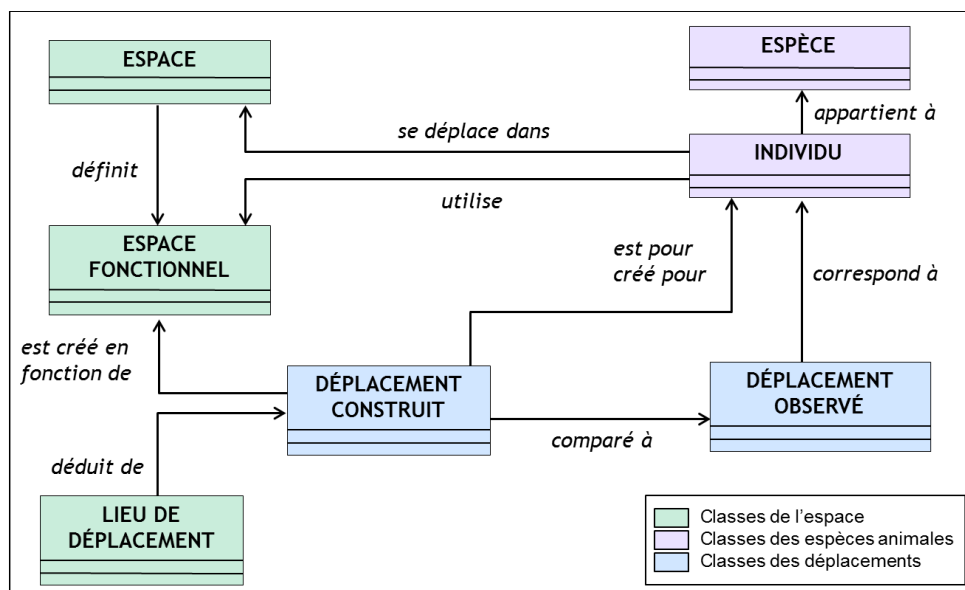 ESPACE
ESPÈCE
se déplace dans
appartient à
INDIVIDU
définit
utilise
ESPACE
FONCTIONNEL
est pour
créé pour
correspond à
est créé en
fonction de
DÉPLACEMENT
CONSTRUIT
DÉPLACEMENT
OBSERVÉ
comparé à
déduit de
LIEU DE
DÉPLACEMENT
Classes de l'espace
Classes des espèces animales
Classes des déplacements